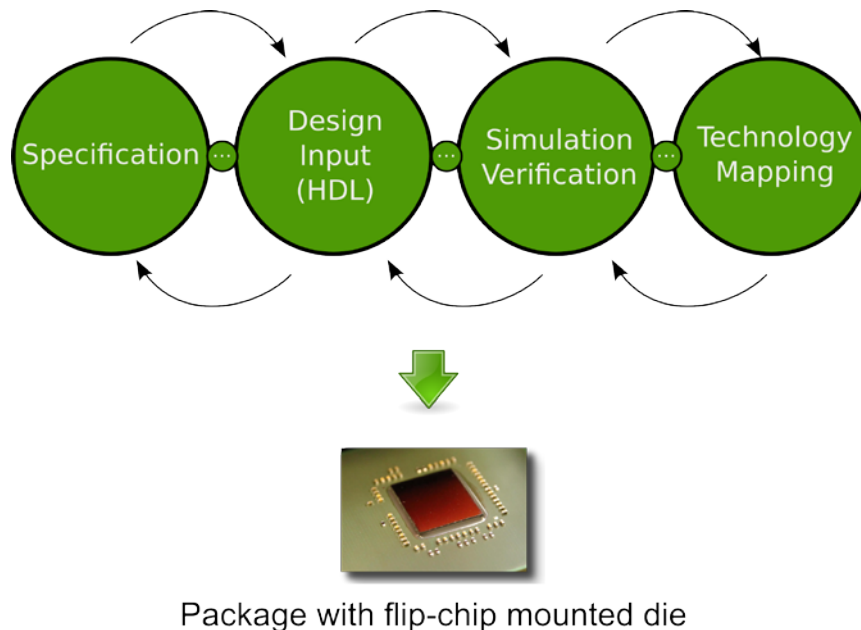 Specification
...
Design
Input
(HDL)
...
Simulation
Verification
...
Technology
Mapping
Package with flip-chip mounted die